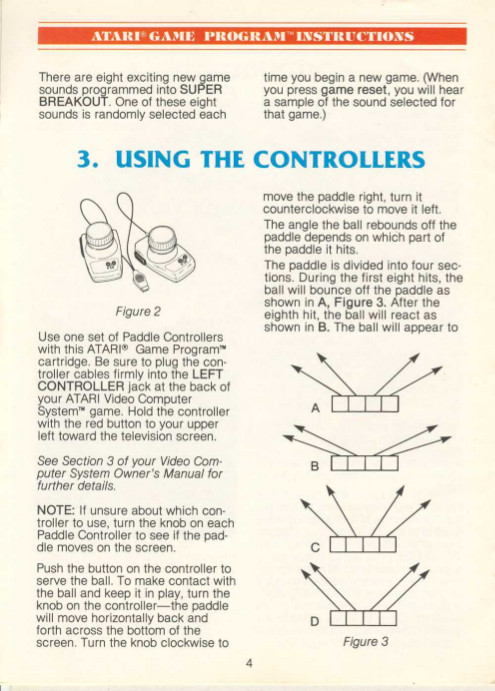 ATARI® GAME PROGRAM™ INSTRUCTIONS
There are eight exciting new game
sounds programmed into SUPER
BREAKOUT. One of these eight
sounds is randomly selected each
time you begin a new game. (When
you press game reset, you will hear
a sample of the sound selected for
that game.)
3. USING THE CONTROLLERS
Figure 2
Use one set of Paddle Controllers
with this ATARI® Game Program™
cartridge. Be sure to plug the con-
troller cables firmly into the LEFT
CONTROLLER jack at the back of
your ATARI Video Computer
System™ game. Hold the controller
with the red button to your upper
left toward the television screen.
See Section 3 of your Video Com-
puter System Owner's Manual for
further details.
NOTE: If unsure about which con-
troller to use, turn the knob on each
Paddle Controller to see if the pad-
dle moves on the screen.
Push the button on the controller to
serve the ball. To make contact with
the ball and keep it in play, turn the
knob on the controller—the paddle
will move horizontally back and
forth across the bottom of the
screen. Turn the knob clockwise to
move the paddle right, turn it
counterclockwise to move it left.
The angle the ball rebounds off the
paddle depends on which part of
the paddle it hits.
The paddle is divided into four sec-
tions. During the first eight hits, the
ball will bounce off the paddle as
shown in A, Figure 3. After the
eighth hit, the ball will react as
shown in B. The ball will appear to
A
B
C
D
Figure 3
4